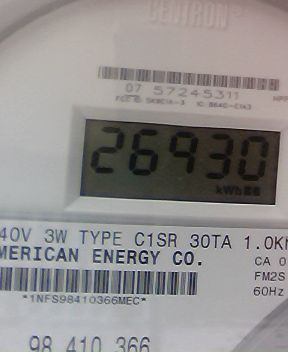 CENTRON®
07 57245311
26930
kWh
40V 3W TYPE C1SR 30TA 1.0K
MERICAN ENERGY CO.
CA 0
FM2S
60Hz
*1NFS98410366MEC*
98 410 366